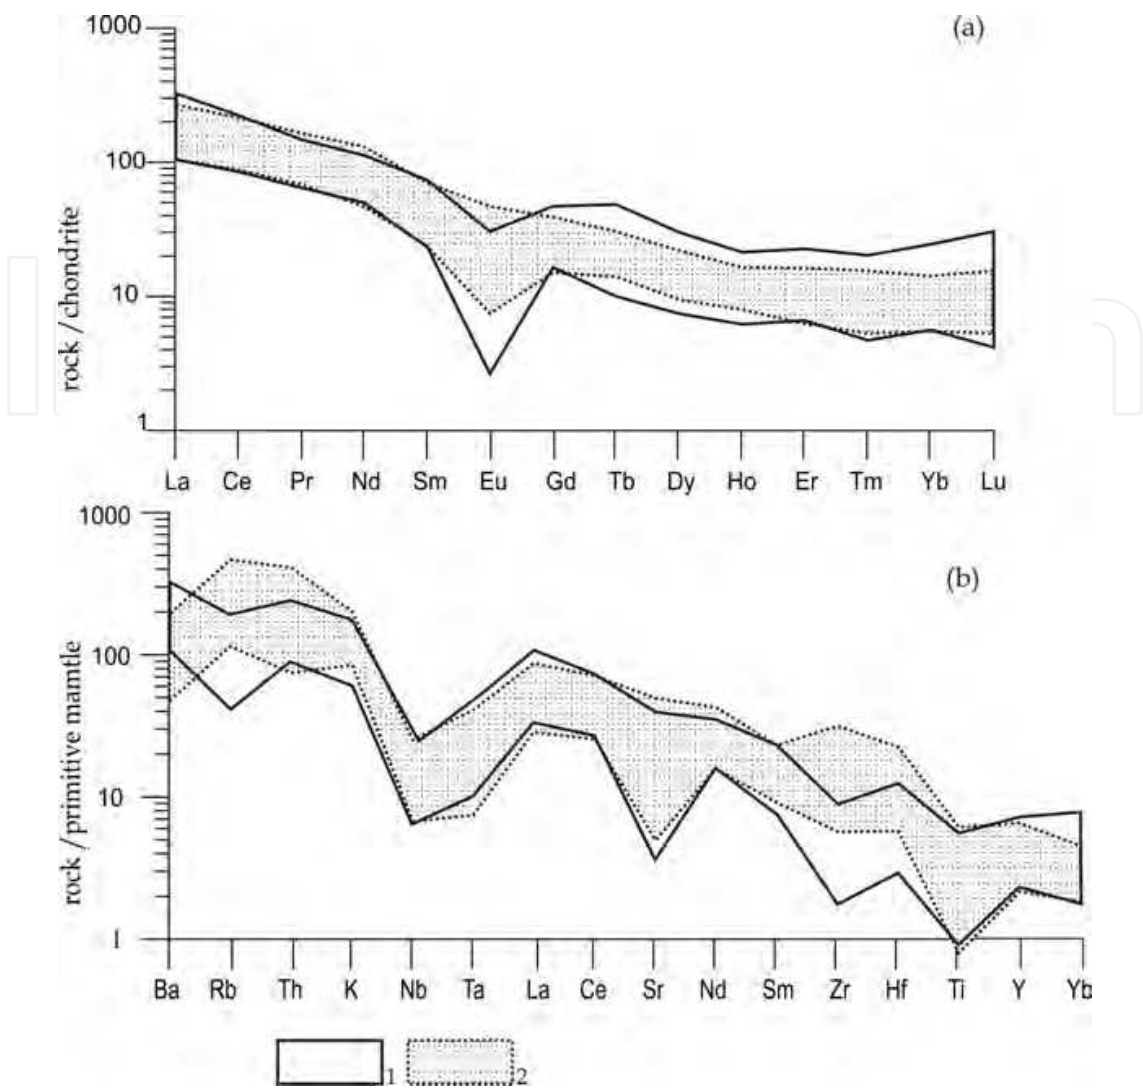 1000
(a)
100
10
1
rock / chondrite
La Ce Pr Nd Sm Eu Gd Tb Dy Ho Er Tm Yb Lu
1000
(b)
100
10
1
rock / primitive mamtle
Ba Rb Th K Nb Ta La Ce Sr Nd Sm Zr Hf Ti Y Yb
1 2